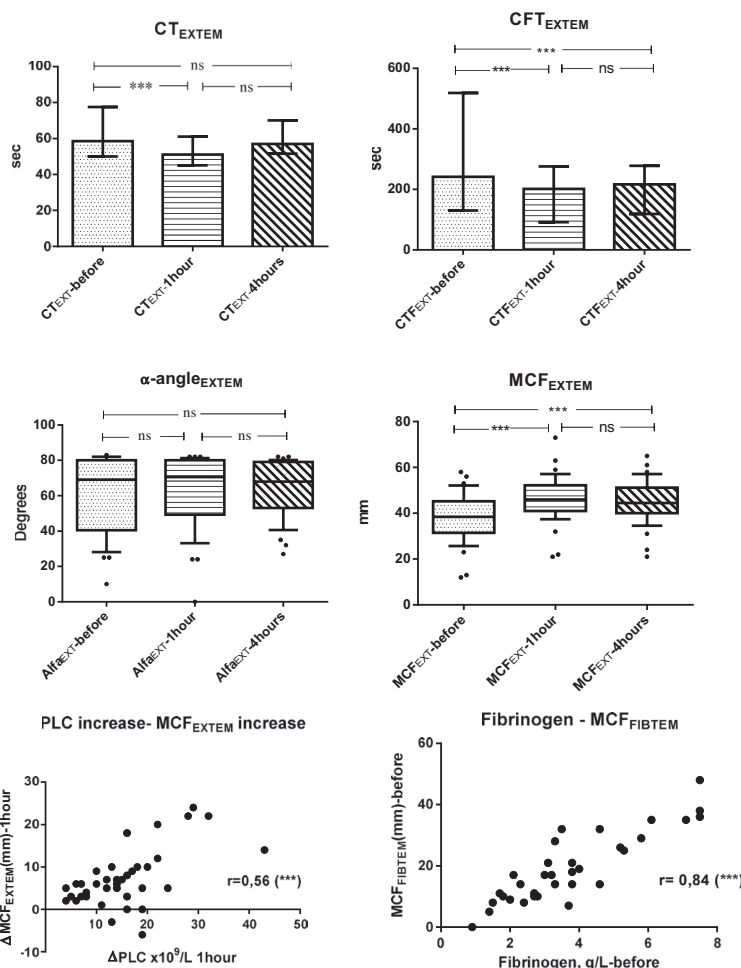 CTEXTEM
ns
*** ns
100
80
60
40
20
0
sec
CTEXT-before
CTEXT-1hour
CTEXT-4hours
CFTEXTEM
***
*** ns
600
400
200
0
sec
CTFEXT-before
CTFEXT-1hour
CTFEXT-4hour
α-angleEXTEM
ns
ns ns
100
80
60
40
20
0
Degrees
AlfaEXT-before
AlfaEXT-1hour
AlfaEXT-4hours
MCFEXTEM
***
*** ns
80
60
40
20
0
mm
MCFEXT-before
MCFEXT-1hour
MCFEXT-4hours
PLC increase- MCFEXTEM increase
30
20
10
0
-10
ΔMCFEXTEM(mm)-1hour
r=0,56 (***)
10 20 30 40 50
ΔPLC x10⁹/L 1hour
Fibrinogen - MCFFIBTEM
60
40
20
0
MCFFIBTEM(mm)-before
r= 0,84 (***)
0 2 4 6 8
Fibrinogen, g/L-before